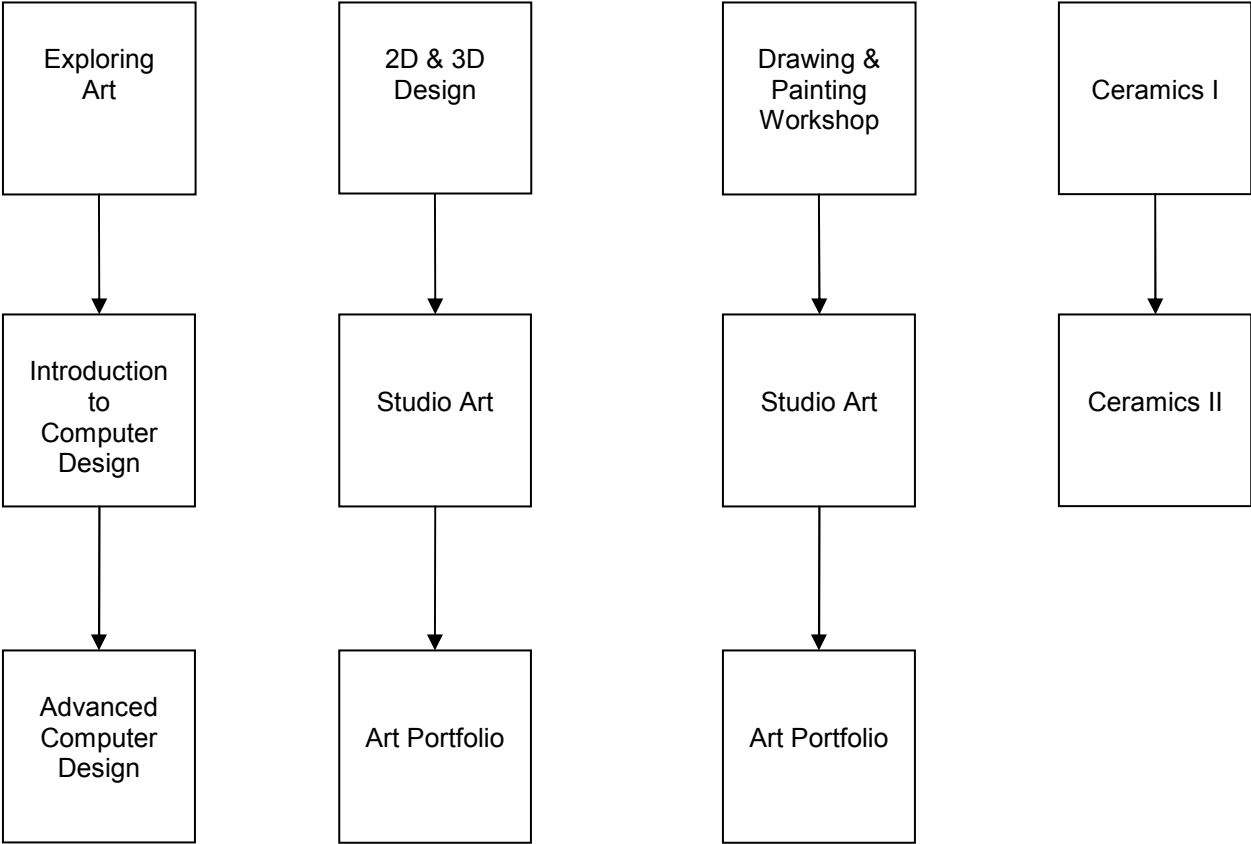 Exploring
Art
2D & 3D
Design
Drawing &
Painting
Workshop
Ceramics I
Introduction
to
Computer
Design
Studio Art
Studio Art
Ceramics II
Advanced
Computer
Design
Art Portfolio
Art Portfolio